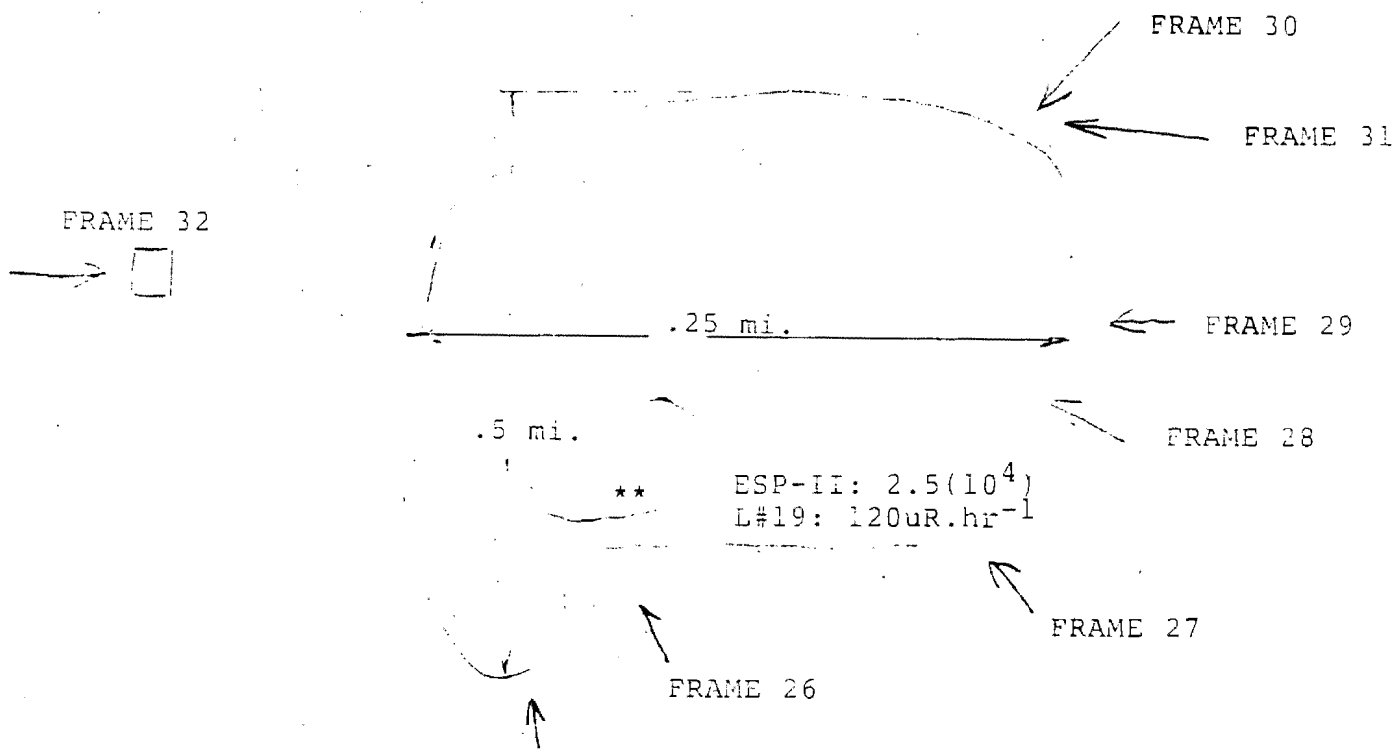 FRAME 30
FRAME 31
FRAME 32
.25 mi.
FRAME 29
.5 mi.
FRAME 28
** ESP-II: 2.5(10⁴)
L#19: 120uR.hr⁻¹
FRAME 27
FRAME 26